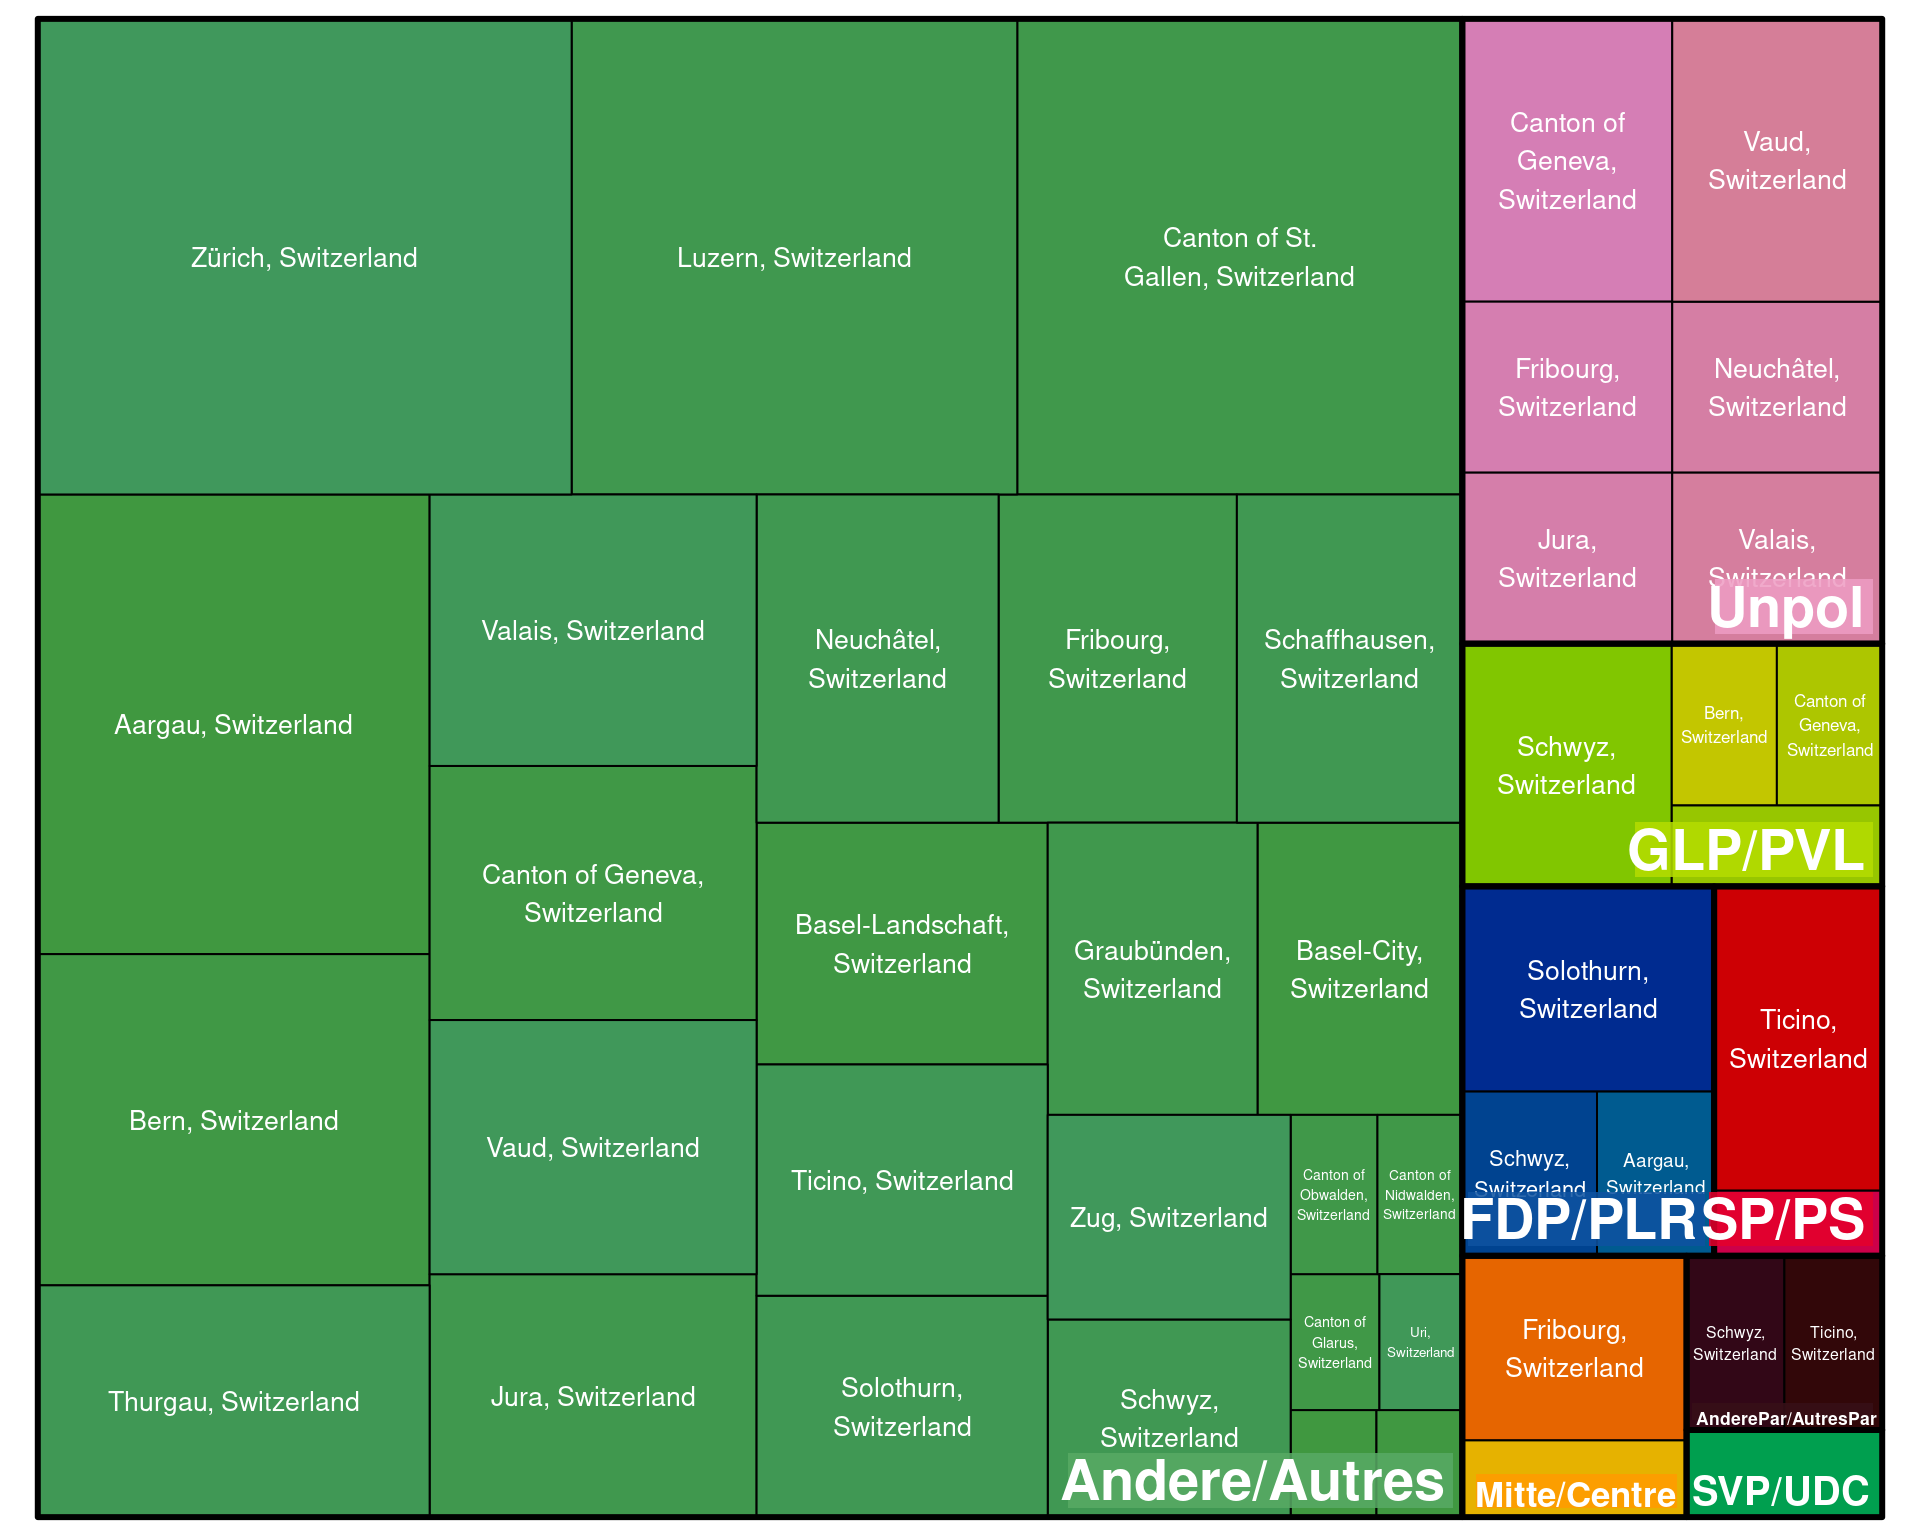 Zürich, Switzerland
Luzern, Switzerland
Canton of St.
Gallen, Switzerland
Aargau, Switzerland
Bern, Switzerland
Thurgau, Switzerland
Valais, Switzerland
Canton of Geneva,
Switzerland
Vaud, Switzerland
Jura, Switzerland
Neuchâtel,
Switzerland
Fribourg,
Switzerland
Schaffhausen,
Switzerland
Basel-Landschaft,
Switzerland
Ticino, Switzerland
Solothurn,
Switzerland
Graubünden,
Switzerland
Basel-City,
Switzerland
Zug, Switzerland
Schwyz,
Switzerland
Canton of
Obwalden,
Switzerland
Canton of
Nidwalden,
Switzerland
Canton of
Glarus,
Switzerland
Uri,
Switzerland
Andere/Autres
Canton of
Geneva,
Switzerland
Vaud,
Switzerland
Fribourg,
Switzerland
Neuchâtel,
Switzerland
Jura,
Switzerland
Valais,
Switzerland
Unpol
Schwyz,
Switzerland
Bern,
Switzerland
Canton of
Geneva,
Switzerland
GLP/PVL
Solothurn,
Switzerland
Schwyz,
Switzerland
Aargau,
Switzerland
FDP/PLR
Ticino,
Switzerland
SP/PS
Fribourg,
Switzerland
Mitte/Centre
Schwyz,
Switzerland
Ticino,
Switzerland
AnderePar/AutresPar
SVP/UDC